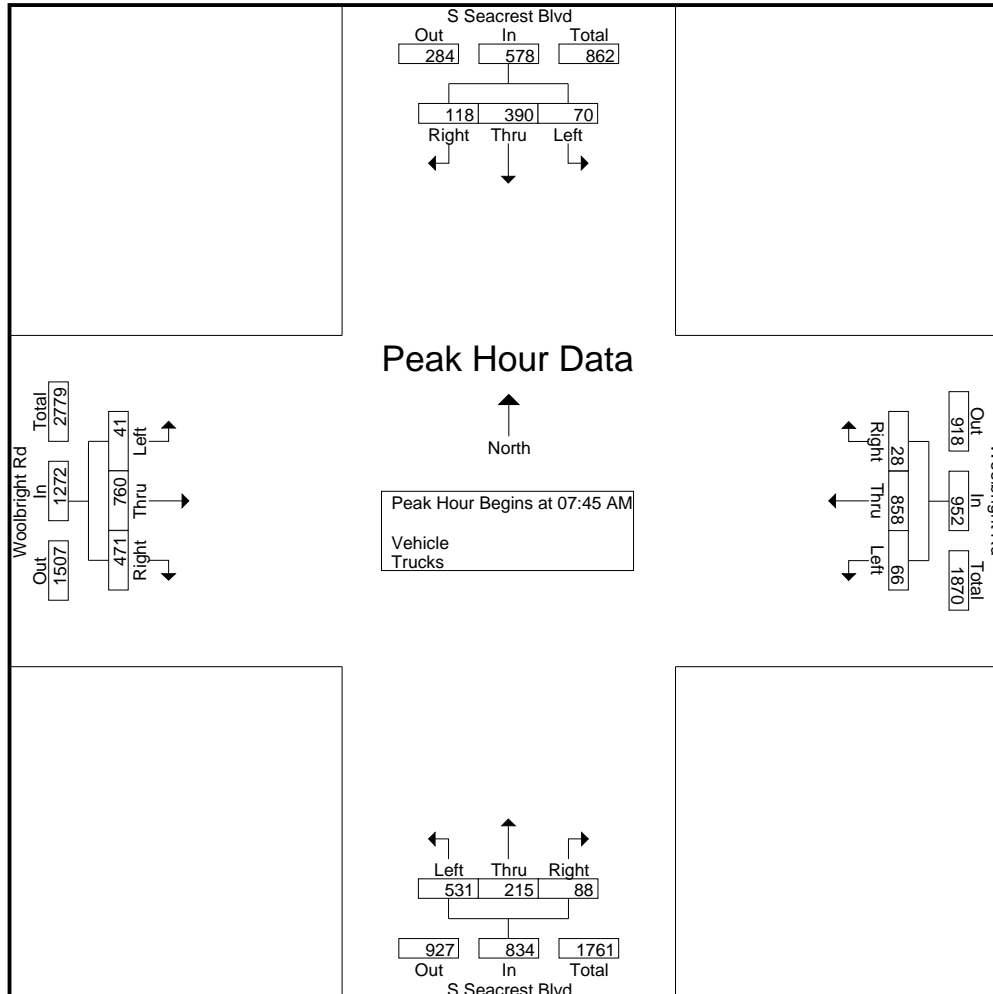 S Seacrest Blvd
Out In Total
284 578 862
118 390 70
Right Thru Left
Peak Hour Data
North
Peak Hour Begins at 07:45 AM
Vehicle
Trucks
Woolbright Rd
Out In Total
1507 1272 2779
Left Thru Right
41 760 471
Out In Total
918 952 1870
28 858 66
Right Thru Left
Left Thru Right
531 215 88
927 834 1761
Out In Total
S Seacrest Blvd